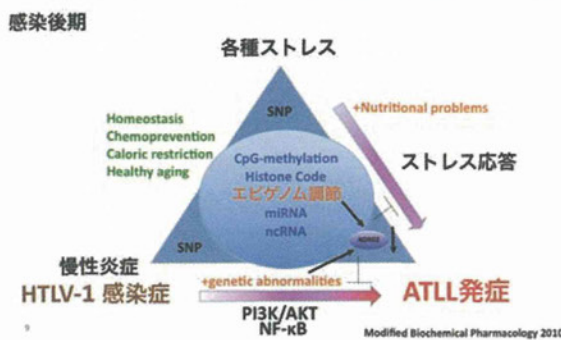 感染後期
各種ストレス
SNP
+Nutritional problems
Homeostasis
Chemoprevention
Caloric restriction
Healthy aging
CpG-methylation
Histone Code
エピゲノム調節
miRNA
ncRNA
ストレス応答
SNP
慢性炎症
HTLV-1 感染症
+genetic abnormalities
ATLL発症
PI3K/AKT
NF-κB
9
Modified Biochemical Pharmacology 2010